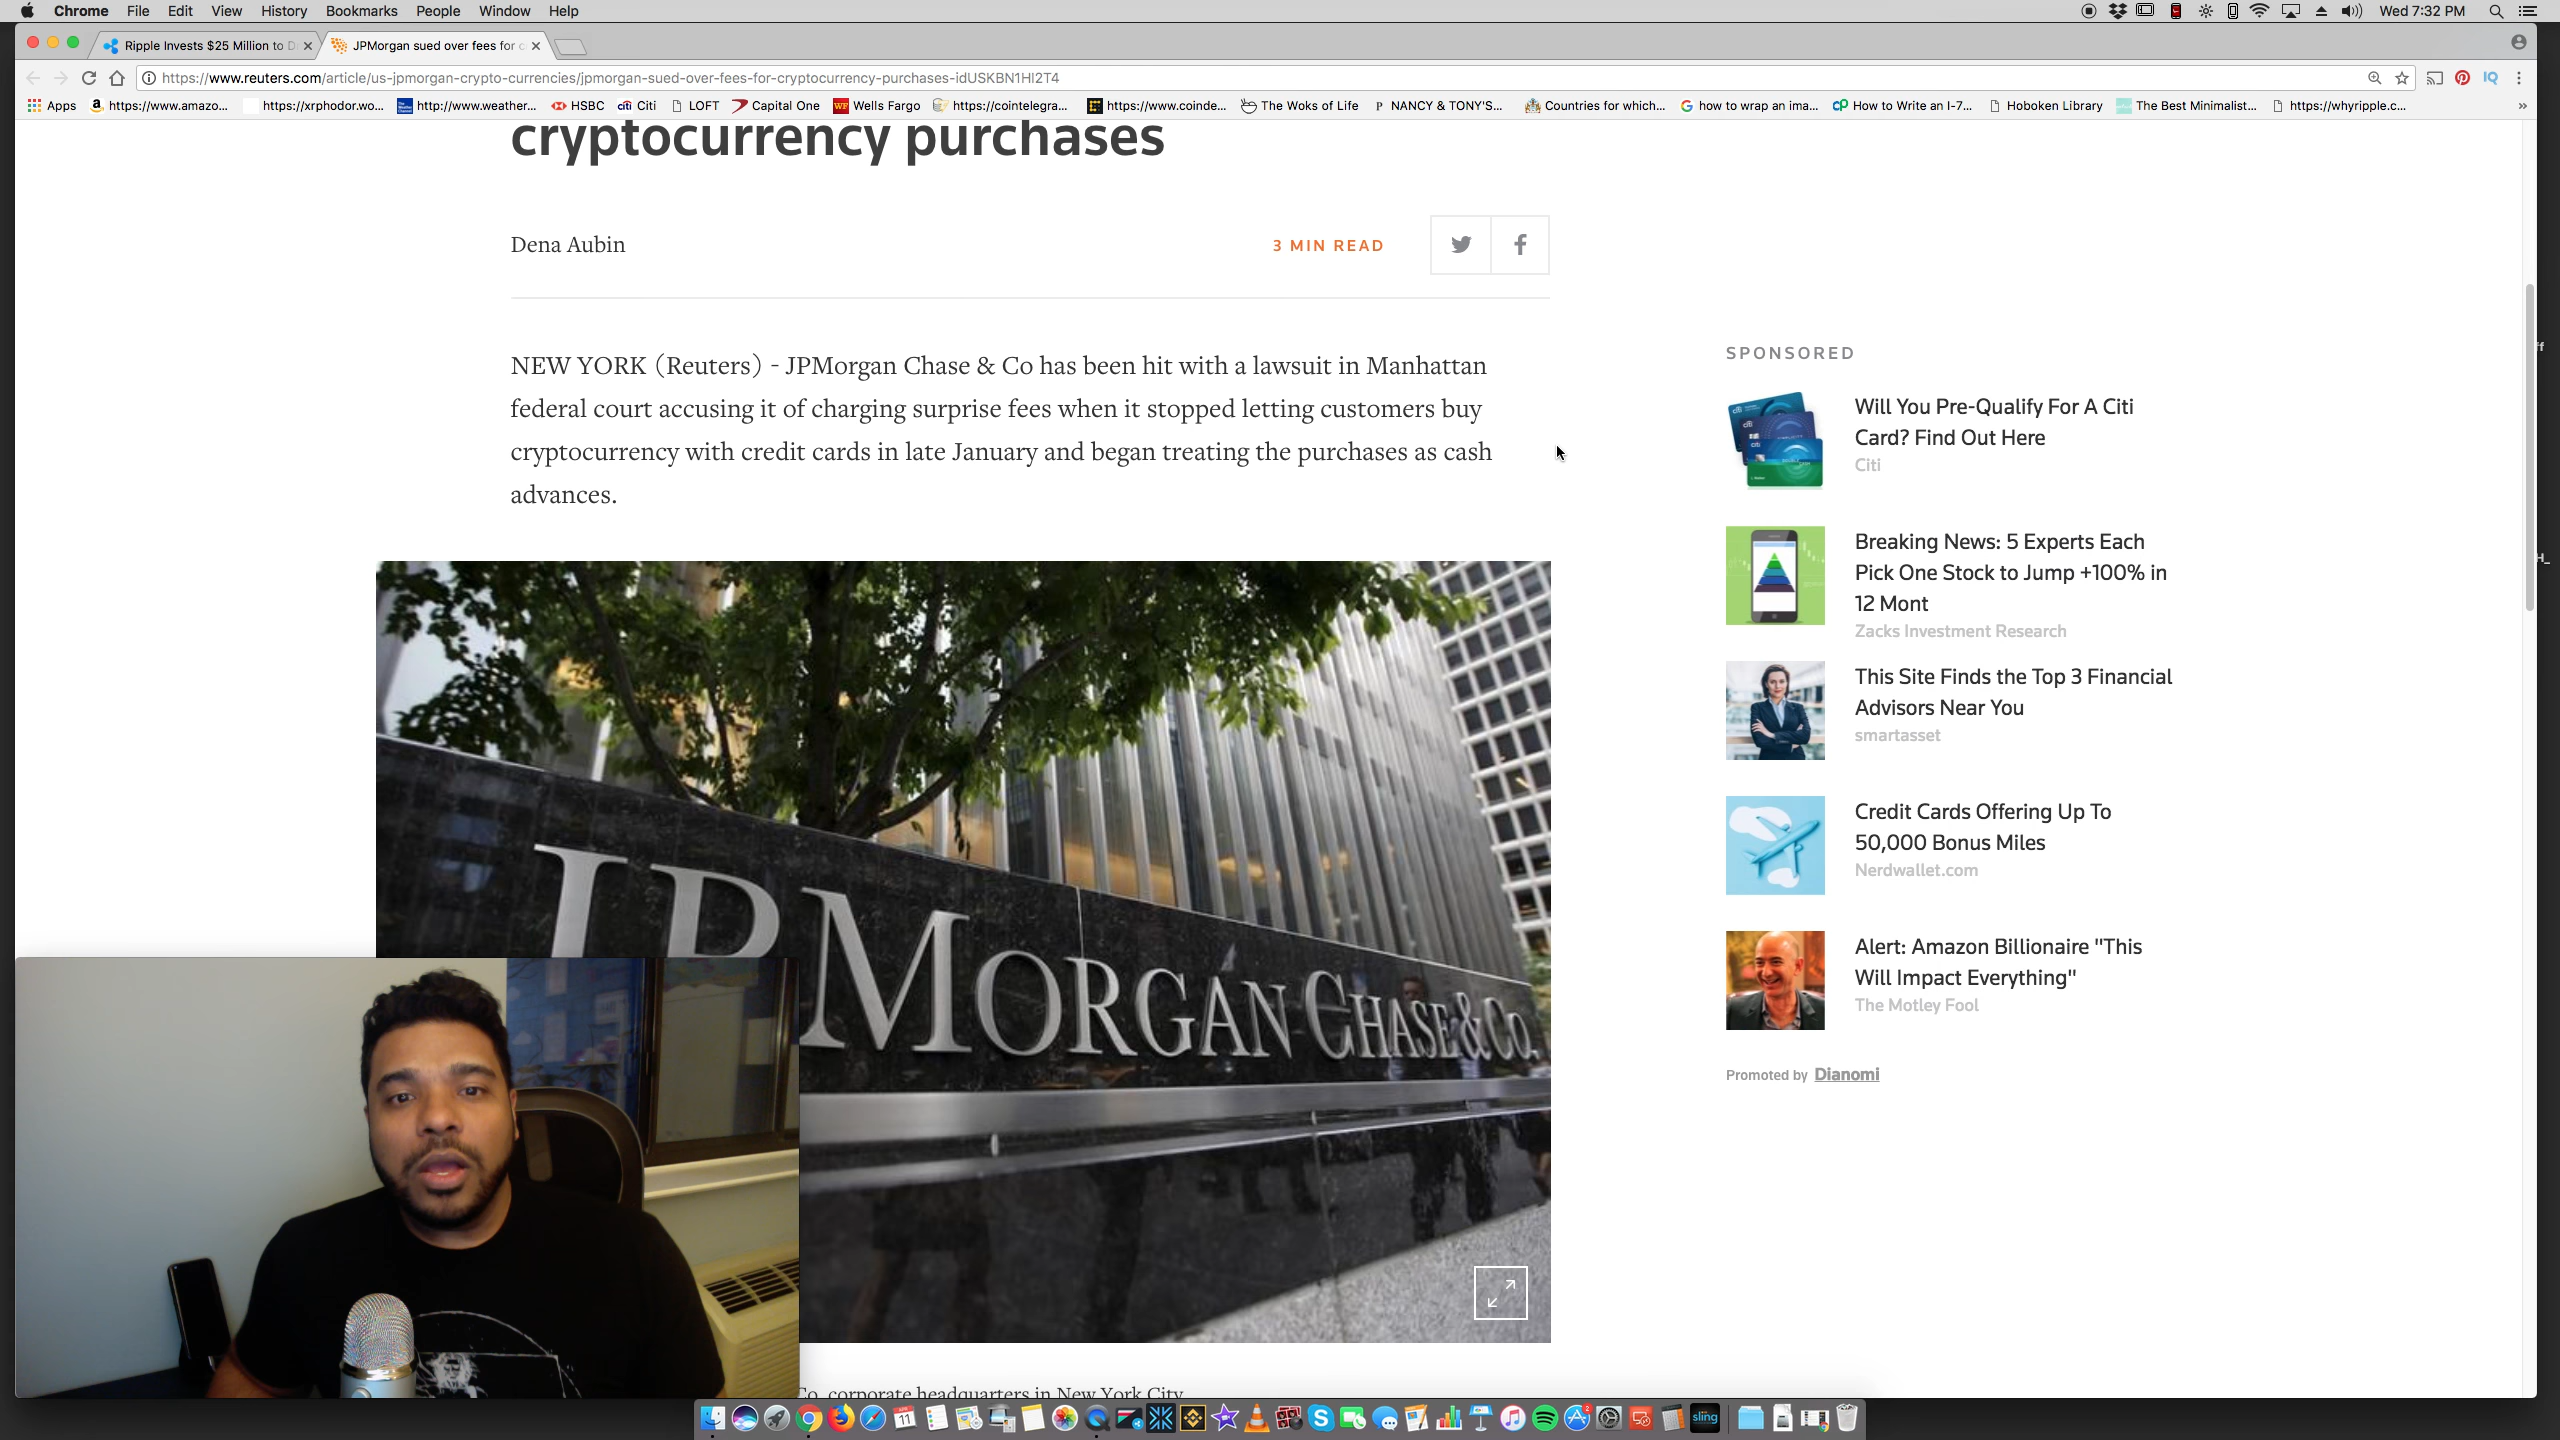 Chrome File Edit View History Bookmarks People Window Help Wed 7:32 PM
Ripple Invests $25 Million to D JPMorgan sued over fees for c
https://www.reuters.com/article/us-jpmorgan-crypto-currencies/jpmorgan-sued-over-fees-for-cryptocurrency-purchases-idUSKBN1HI2T4
Apps https://www.amazo... https://xrphodor.wo... http://www.weather... HSBC Citi LOFT Capital One Wells Fargo https://cointelegra... https://www.coinde... The Woks of Life NANCY & TONY'S... Countries for which... how to wrap an ima... How to Write an I-7... Hoboken Library The Best Minimalist... https://whyripple.c... »
cryptocurrency purchases
Dena Aubin
3 MIN READ
NEW YORK (Reuters) - JPMorgan Chase & Co has been hit with a lawsuit in Manhattan
federal court accusing it of charging surprise fees when it stopped letting customers buy
cryptocurrency with credit cards in late January and began treating the purchases as cash
advances.
JPMORGAN CHASE & CO.
Co. corporate headquarters in New York City
SPONSORED
Will You Pre-Qualify For A Citi
Card? Find Out Here
Citi
Breaking News: 5 Experts Each
Pick One Stock to Jump +100% in
12 Mont
Zacks Investment Research
This Site Finds the Top 3 Financial
Advisors Near You
smartasset
Credit Cards Offering Up To
50,000 Bonus Miles
Nerdwallet.com
Alert: Amazon Billionaire "This
Will Impact Everything"
The Motley Fool
Promoted by Dianomi
sling